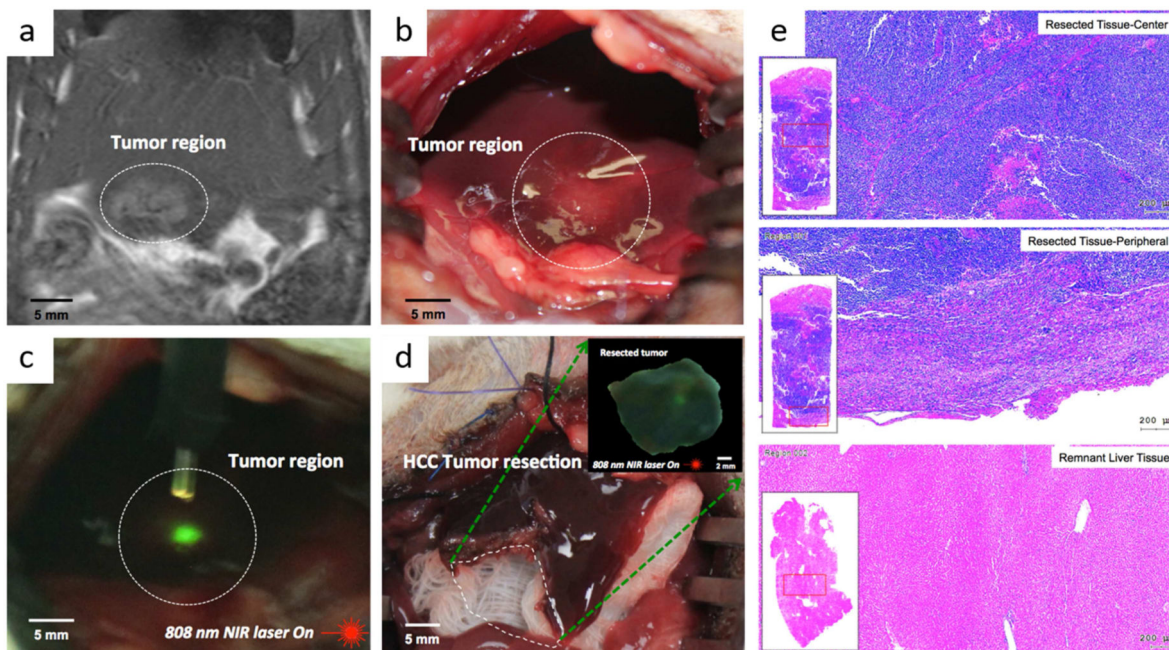 a
Tumor region
5 mm
b
Tumor region
5 mm
c
Tumor region
5 mm
808 nm NIR laser On
d
Resected tumor
808 nm NIR laser On
2 mm
HCC Tumor resection
5 mm
e
Resected Tissue-Center
200 µ
Resected Tissue-Peripheral
200 µ
Remnant Liver Tissue
200 µ